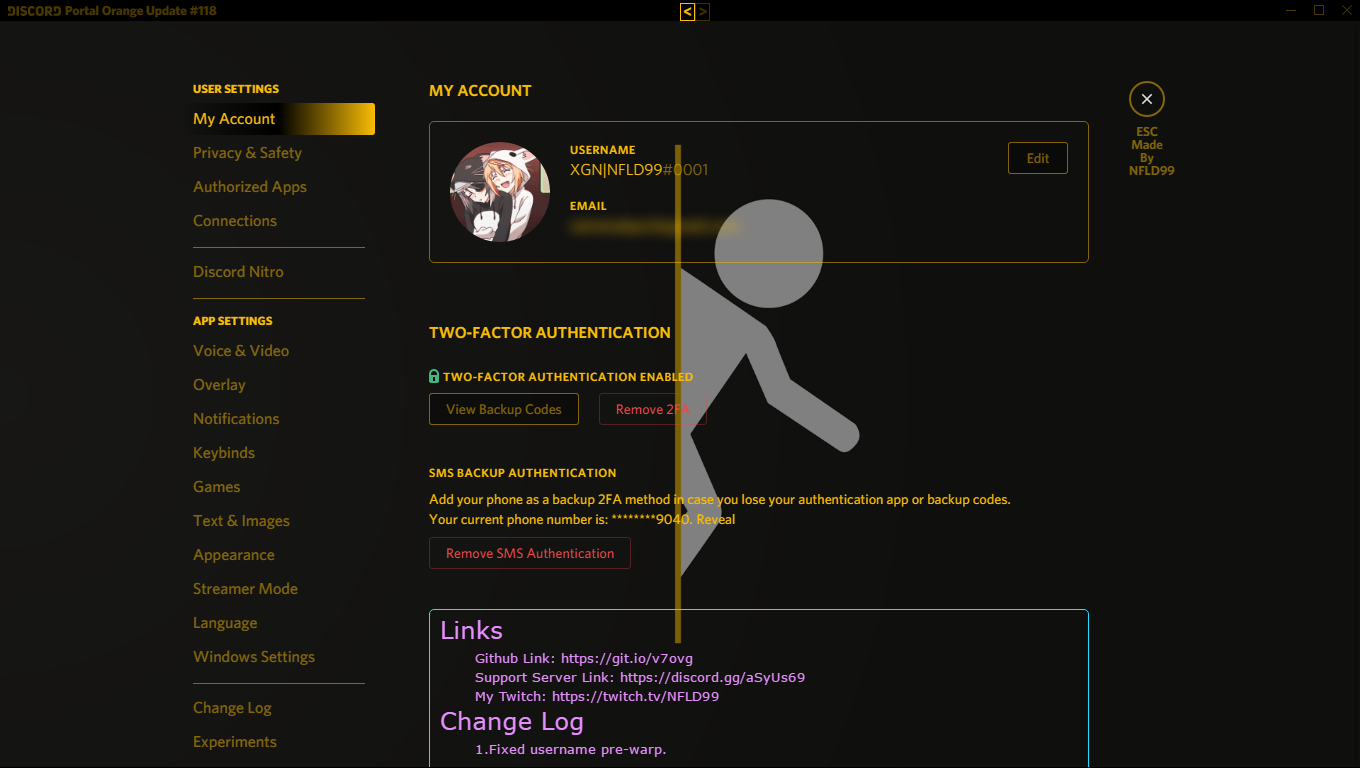 DISCORD Portal Orange Update #118
< >
USER SETTINGS
My Account
Privacy & Safety
Authorized Apps
Connections
Discord Nitro
APP SETTINGS
Voice & Video
Overlay
Notifications
Keybinds
Games
Text & Images
Appearance
Streamer Mode
Language
Windows Settings
Change Log
Experiments
MY ACCOUNT
USERNAME
XGN|NFLD99#0001
Edit
EMAIL
TWO-FACTOR AUTHENTICATION
TWO-FACTOR AUTHENTICATION ENABLED
View Backup Codes
Remove 2FA
SMS BACKUP AUTHENTICATION
Add your phone as a backup 2FA method in case you lose your authentication app or backup codes.
Your current phone number is: ********9040. Reveal
Remove SMS Authentication
Links
Github Link: https://git.io/v7ovg
Support Server Link: https://discord.gg/aSyUs69
My Twitch: https://twitch.tv/NFLD99
Change Log
1.Fixed username pre-warp.
ESC
Made
By
NFLD99